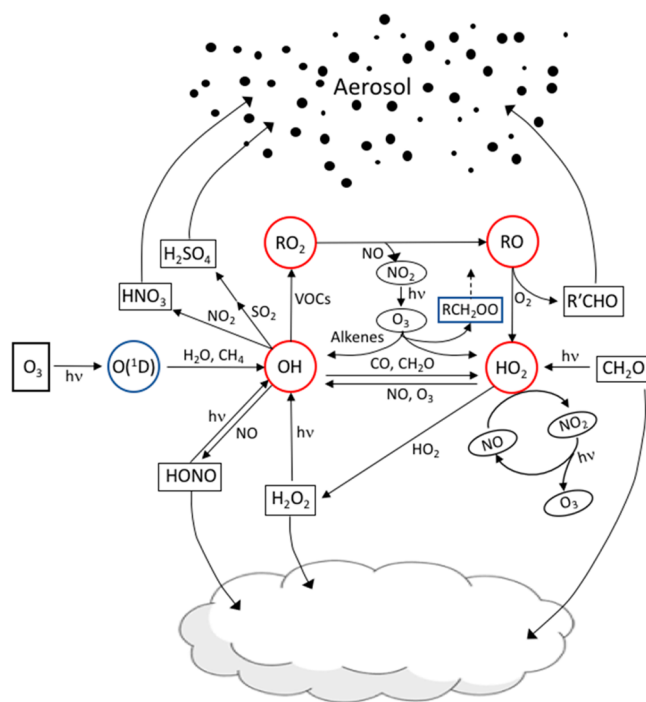 Aerosol
RO₂
NO
RO
NO₂
H₂SO₄
hν
O₂
HNO₃
VOCs
RCH₂OO
R'CHO
SO₂
NO₂
O₃
Alkenes
O₃
hν
O(¹D)
H₂O, CH₄
OH
CO, CH₂O
HO₂
hν
CH₂O
NO, O₃
hν
NO
hν
HO₂
NO
NO₂
hν
HONO
H₂O₂
O₃